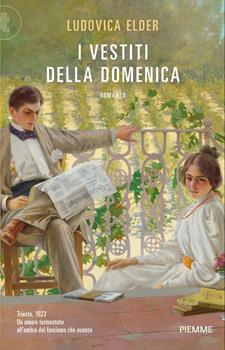 LUDOVICA ELDER
I VESTITI
DELLA DOMENICA
ROMANZO
Trieste, 1923
Un amore tormentato
all'ombra del fascismo che avanza
PIEMME